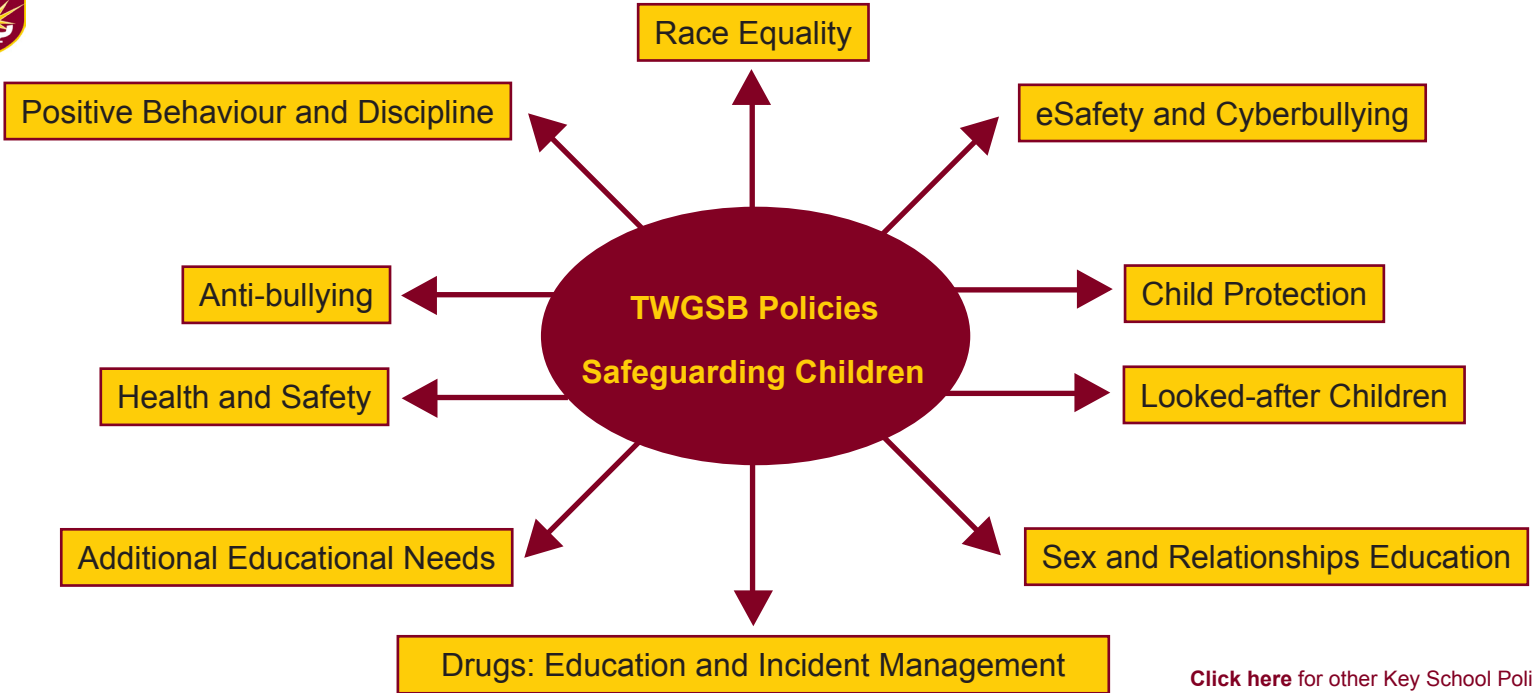 Race Equality
Positive Behaviour and Discipline
eSafety and Cyberbullying
Anti-bullying
TWGSB Policies
Safeguarding Children
Child Protection
Health and Safety
Looked-after Children
Additional Educational Needs
Sex and Relationships Education
Drugs: Education and Incident Management
Click here for other Key School Poli